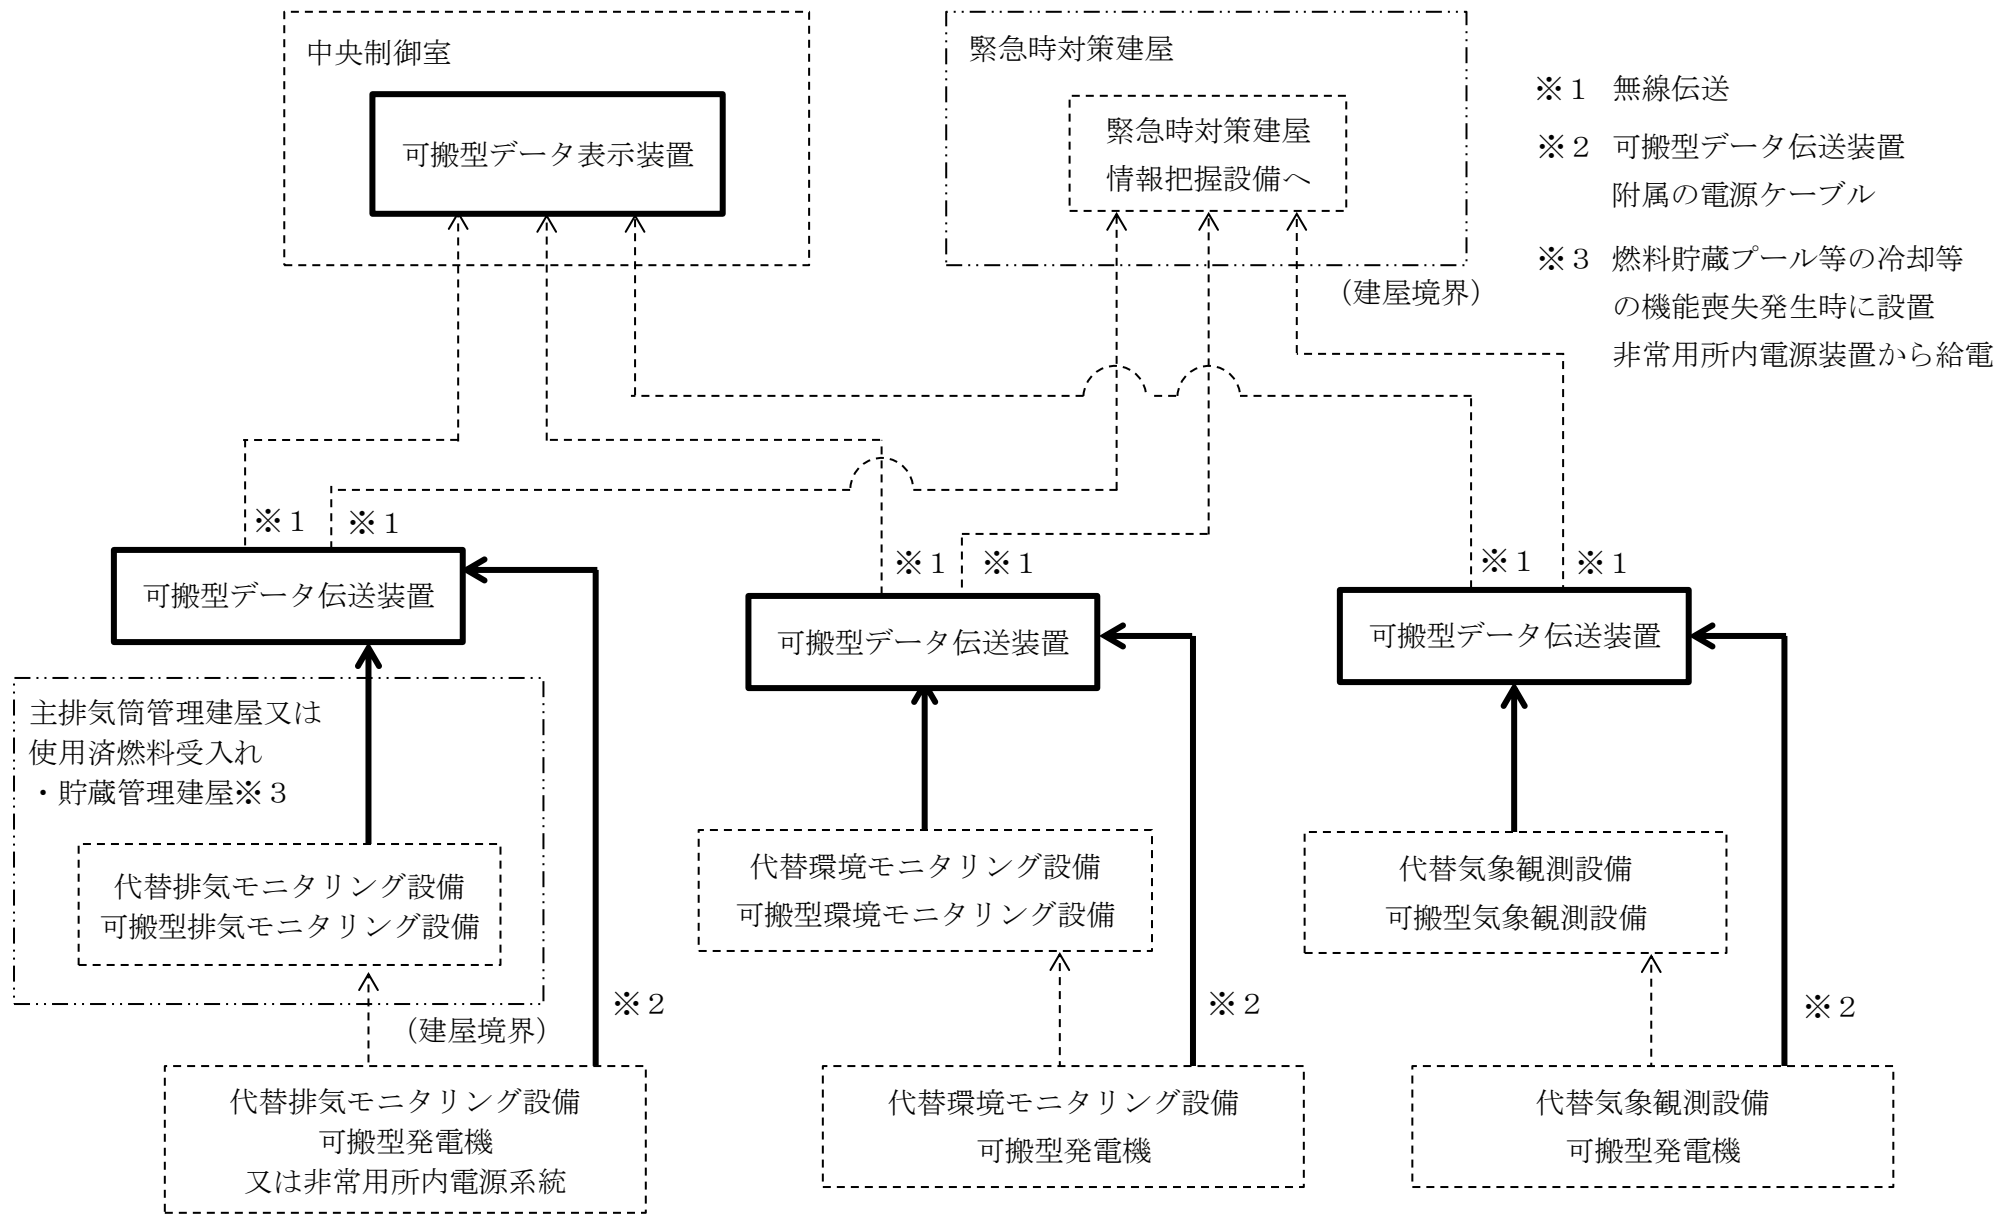 中央制御室
可搬型データ表示装置
緊急時対策建屋
緊急時対策建屋
情報把握設備へ
(建屋境界)
※1 無線伝送
※2 可搬型データ伝送装置
附属の電源ケーブル
※3 燃料貯蔵プール等の冷却等
の機能喪失発生時に設置
非常用所内電源装置から給電
※1
※1
※1
※1
※1
※1
可搬型データ伝送装置
可搬型データ伝送装置
可搬型データ伝送装置
主排気筒管理建屋又は
使用済燃料受入れ
・貯蔵管理建屋※3
代替排気モニタリング設備
可搬型排気モニタリング設備
(建屋境界)
代替環境モニタリング設備
可搬型環境モニタリング設備
代替気象観測設備
可搬型気象観測設備
※2
※2
※2
代替排気モニタリング設備
可搬型発電機
又は非常用所内電源系統
代替環境モニタリング設備
可搬型発電機
代替気象観測設備
可搬型発電機